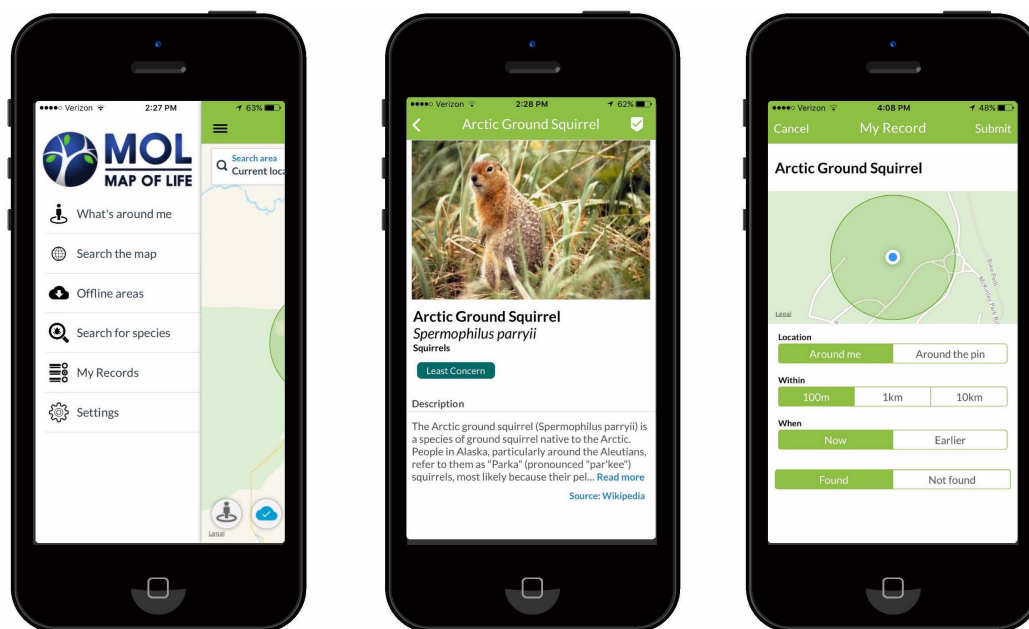 ●●●●○ Verizon 2:27 PM 63%
MOL
MAP OF LIFE
What's around me
Search the map
Offline areas
Search for species
My Records
Settings
Search area
Current loca
Legal
●●●●○ Verizon 2:28 PM 62%
Arctic Ground Squirrel
Arctic Ground Squirrel
Spermophilus parryii
Squirrels
Least Concern
Description
The Arctic ground squirrel (Spermophilus parryii) is
a species of ground squirrel native to the Arctic.
People in Alaska, particularly around the Aleutians,
refer to them as "Parka" (pronounced "par'kee")
squirrels, most likely because their pel... Read more
Source: Wikipedia
●●●●○ Verizon 4:08 PM 48%
Cancel My Record Submit
Arctic Ground Squirrel
Bike Path
McKinley Park Rd
Legal
Location
Around me Around the pin
Within
100m 1km 10km
When
Now Earlier
Found Not found